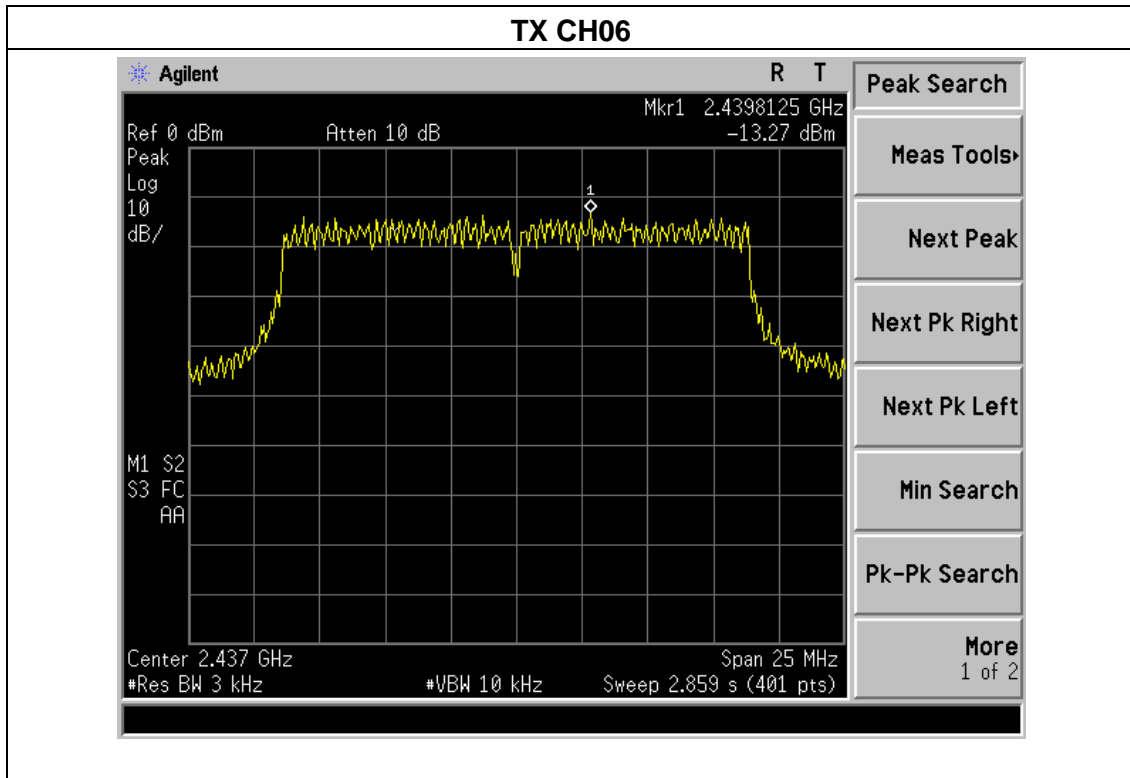 TX CH06
Agilent R T
Peak Search
Mkr1 2.4398125 GHz
Ref 0 dBm Atten 10 dB -13.27 dBm
Peak
Log
10
dB/
1
Meas Tools
Next Peak
Next Pk Right
Next Pk Left
M1 S2
S3 FC
AA
Min Search
Pk-Pk Search
Center 2.437 GHz Span 25 MHz
#Res BW 3 kHz #VBW 10 kHz Sweep 2.859 s (401 pts)
More
1 of 2